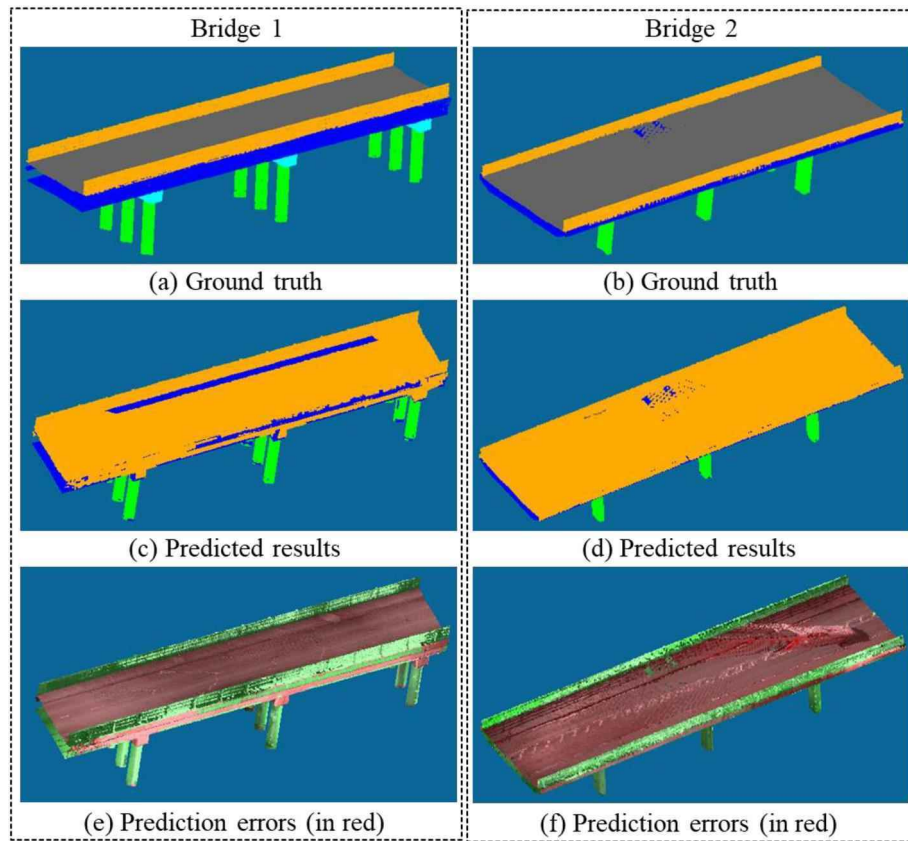 Bridge 1
Bridge 2
(a) Ground truth
(b) Ground truth
(c) Predicted results
(d) Predicted results
(e) Prediction errors (in red)
(f) Prediction errors (in red)